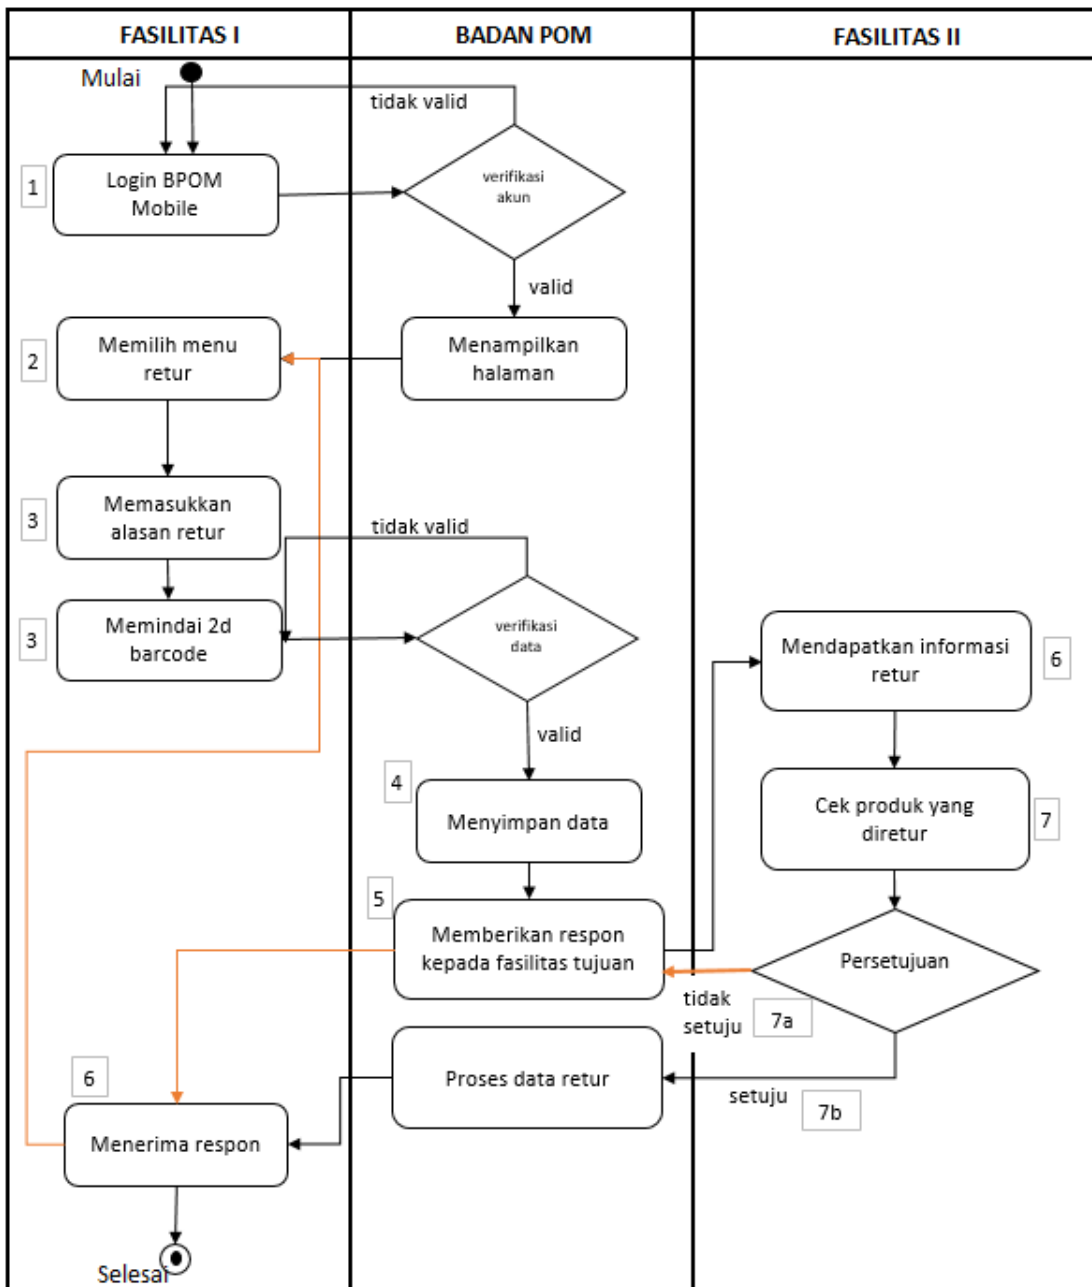 FASILITAS I
BADAN POM
FASILITAS II
Mulai
tidak valid
1
Login BPOM
Mobile
verifikasi
akun
valid
2
Memilih menu
retur
Menampilkan
halaman
3
Memasukkan
alasan retur
tidak valid
3
Memindai 2d
barcode
verifikasi
data
Mendapatkan informasi
retur
6
valid
4
Menyimpan data
Cek produk yang
diretur
7
5
Memberikan respon
kepada fasilitas tujuan
Persetujuan
tidak
setuju
7a
6
Proses data retur
setuju
7b
Menerima respon
Selesai